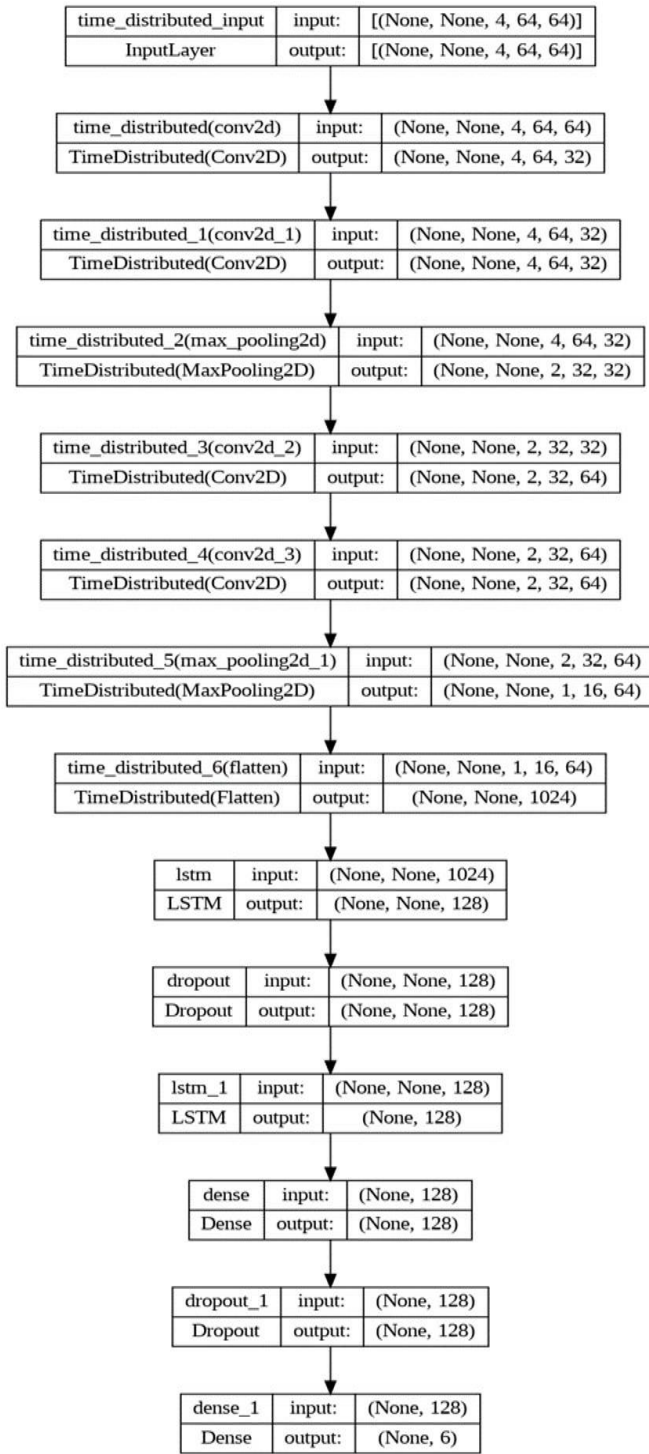 time_distributed_input input: [(None, None, 4, 64, 64)]
InputLayer output: [(None, None, 4, 64, 64)]
time_distributed(conv2d) input: (None, None, 4, 64, 64)
TimeDistributed(Conv2D) output: (None, None, 4, 64, 32)
time_distributed_1(conv2d_1) input: (None, None, 4, 64, 32)
TimeDistributed(Conv2D) output: (None, None, 4, 64, 32)
time_distributed_2(max_pooling2d) input: (None, None, 4, 64, 32)
TimeDistributed(MaxPooling2D) output: (None, None, 2, 32, 32)
time_distributed_3(conv2d_2) input: (None, None, 2, 32, 32)
TimeDistributed(Conv2D) output: (None, None, 2, 32, 64)
time_distributed_4(conv2d_3) input: (None, None, 2, 32, 64)
TimeDistributed(Conv2D) output: (None, None, 2, 32, 64)
time_distributed_5(max_pooling2d_1) input: (None, None, 2, 32, 64)
TimeDistributed(MaxPooling2D) output: (None, None, 1, 16, 64)
time_distributed_6(flatten) input: (None, None, 1, 16, 64)
TimeDistributed(Flatten) output: (None, None, 1024)
lstm input: (None, None, 1024)
LSTM output: (None, None, 128)
dropout input: (None, None, 128)
Dropout output: (None, None, 128)
lstm_1 input: (None, None, 128)
LSTM output: (None, 128)
dense input: (None, 128)
Dense output: (None, 128)
dropout_1 input: (None, 128)
Dropout output: (None, 128)
dense_1 input: (None, 128)
Dense output: (None, 6)